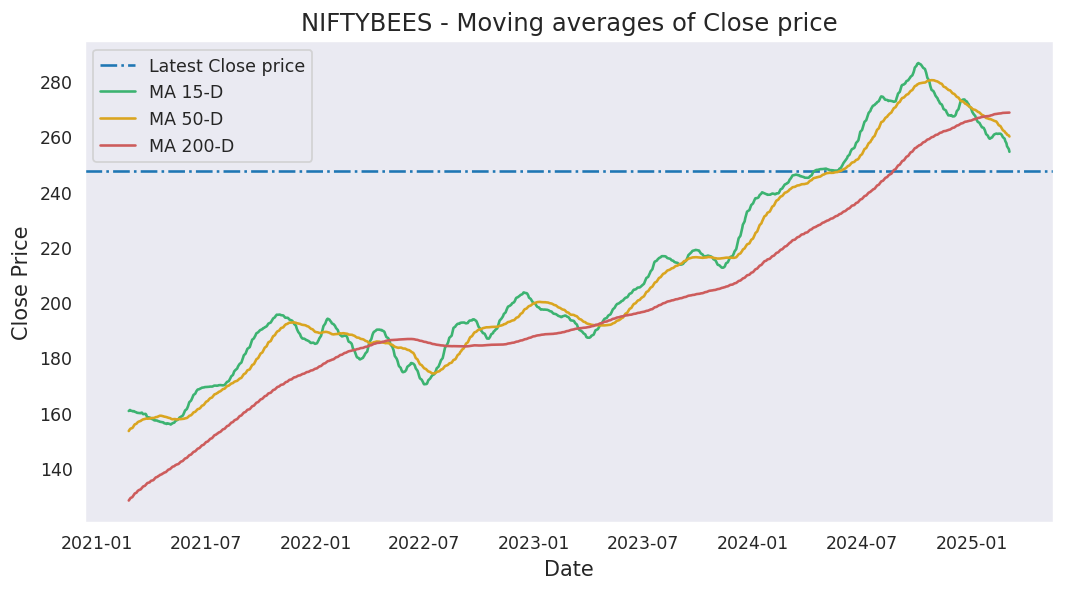 NIFTYBEES - Moving averages of Close price
Latest Close price
MA 15-D
MA 50-D
MA 200-D
Close Price
280
260
240
220
200
180
160
140
2021-01 2021-07 2022-01 2022-07 2023-01 2023-07 2024-01 2024-07 2025-01
Date